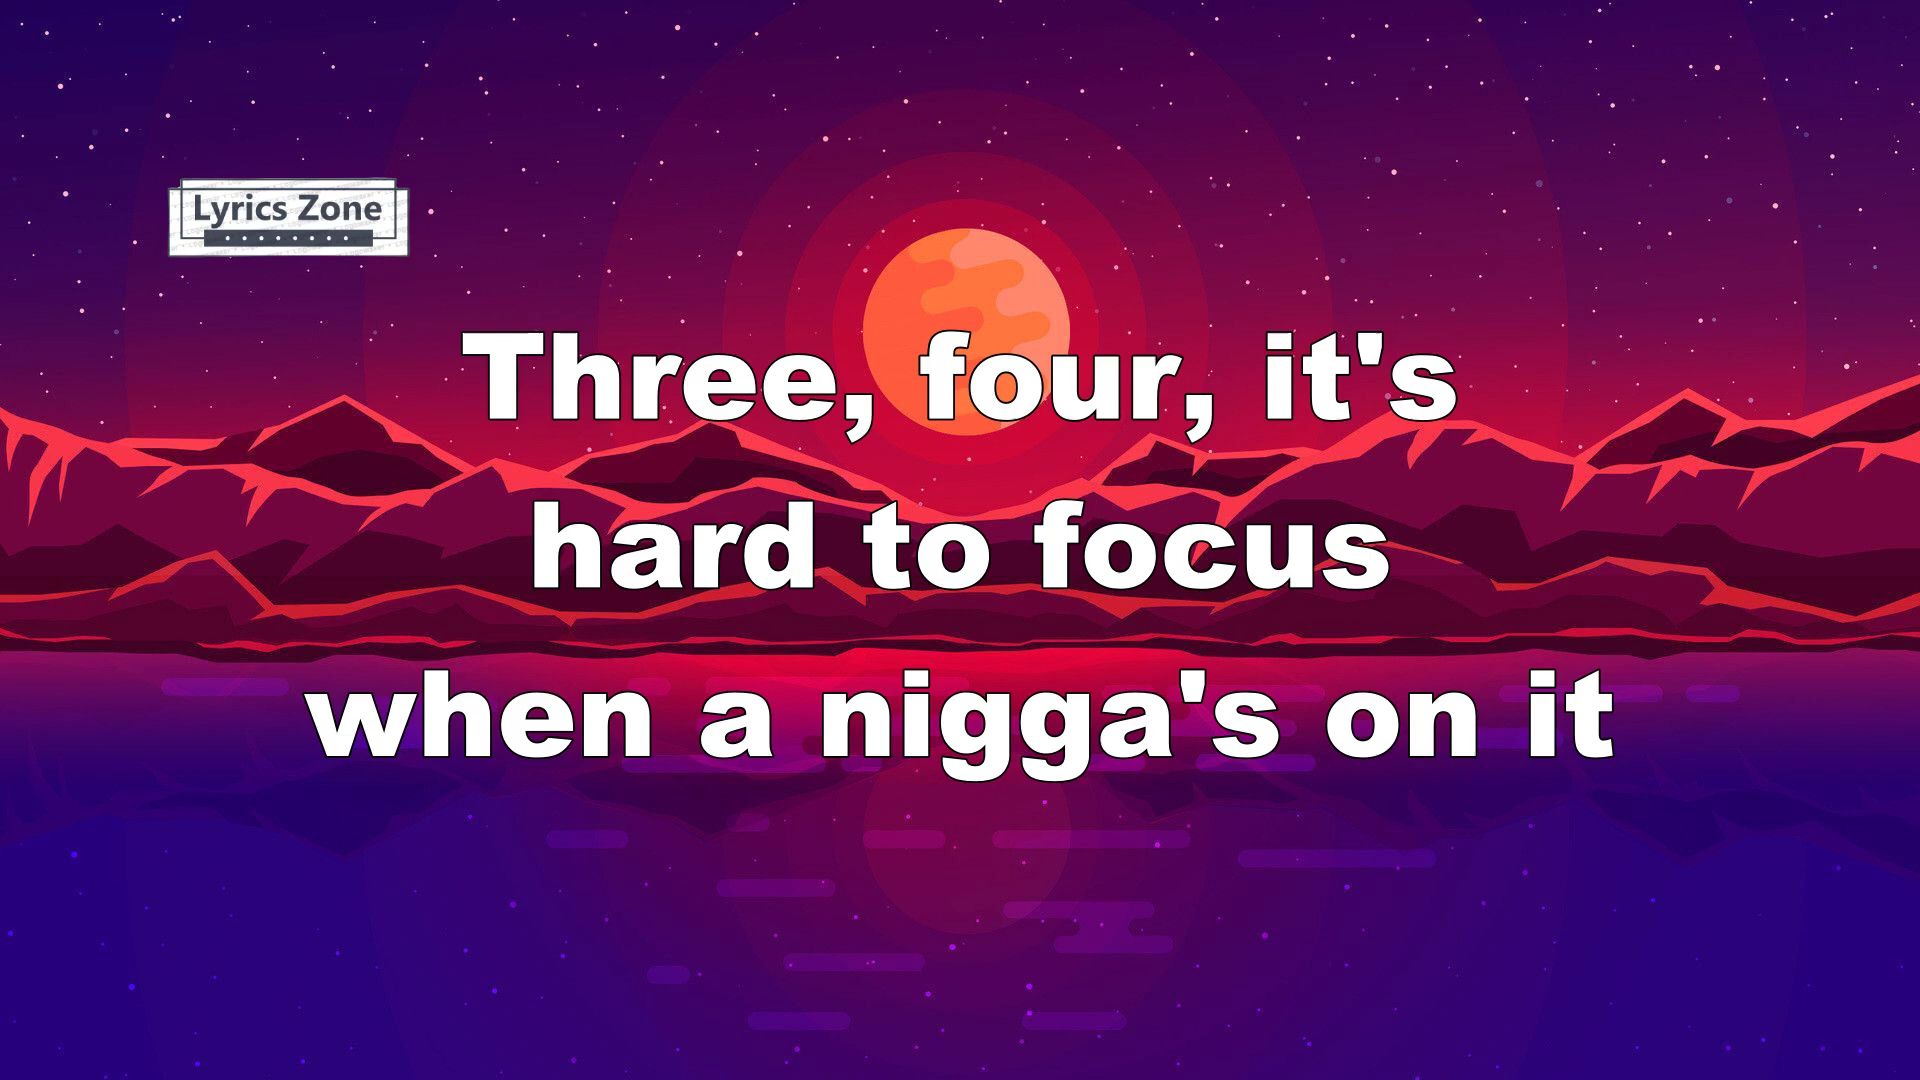 Lyrics Zone
Three, four, it's
hard to focus
when a nigga's on it